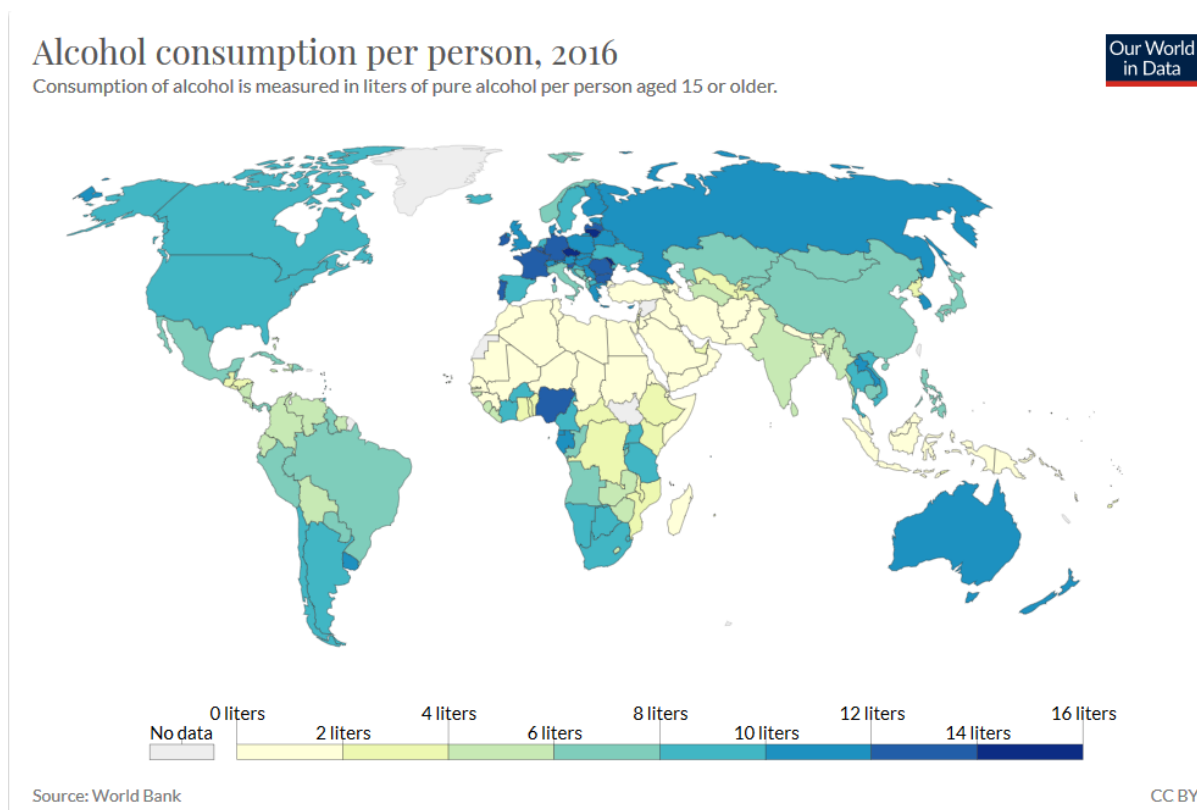 Alcohol consumption per person, 2016
Consumption of alcohol is measured in liters of pure alcohol per person aged 15 or older.
Our World
in Data
0 liters 4 liters 8 liters 12 liters 16 liters
No data 2 liters 6 liters 10 liters 14 liters
Source: World Bank
CC BY